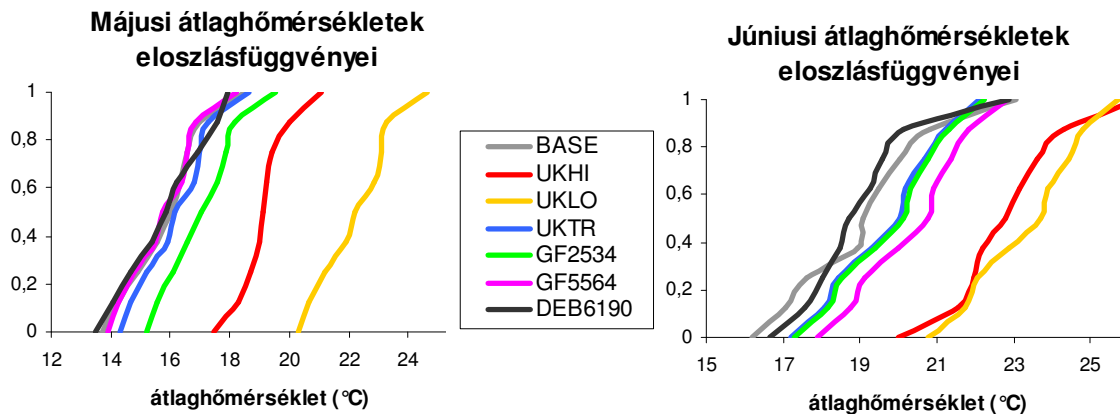 Májusi átlaghőmérsékletek
eloszlásfüggvényei
1
0,8
0,6
0,4
0,2
0
12 14 16 18 20 22 24
átlaghőmérséklet (°C)
BASE
UKHI
UKLO
UKTR
GF2534
GF5564
DEB6190
Júniusi átlaghőmérsékletek
eloszlásfüggvényei
1
0,8
0,6
0,4
0,2
0
15 17 19 21 23 25
átlaghőmérséklet (°C)